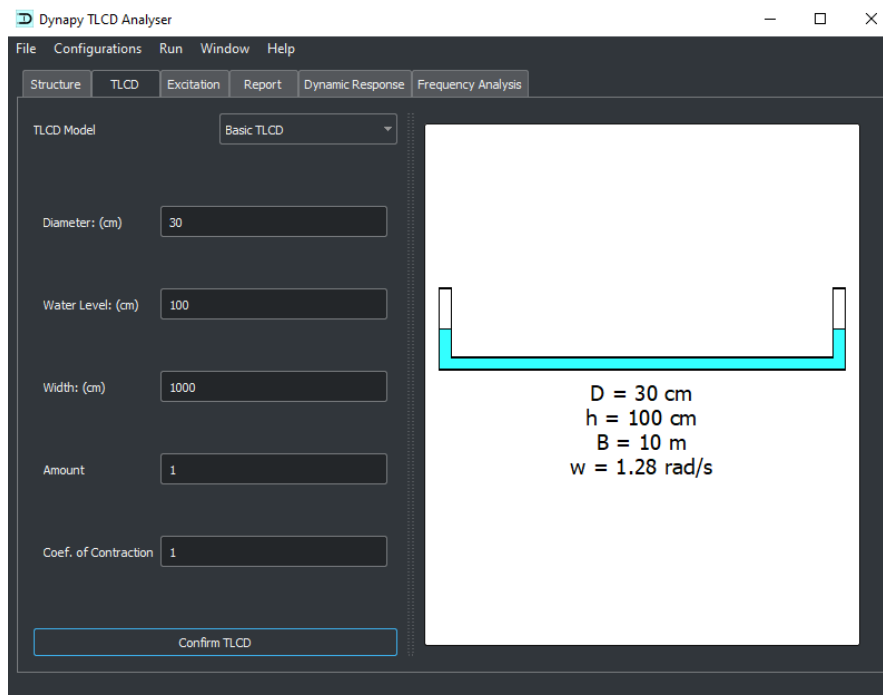 Dynapy TLCD Analyser
File Configurations Run Window Help
Structure TLCD Excitation Report Dynamic Response Frequency Analysis
TLCD Model Basic TLCD
Diameter: (cm) 30
Water Level: (cm) 100
Width: (cm) 1000
Amount 1
Coef. of Contraction 1
Confirm TLCD
D = 30 cm
h = 100 cm
B = 10 m
w = 1.28 rad/s